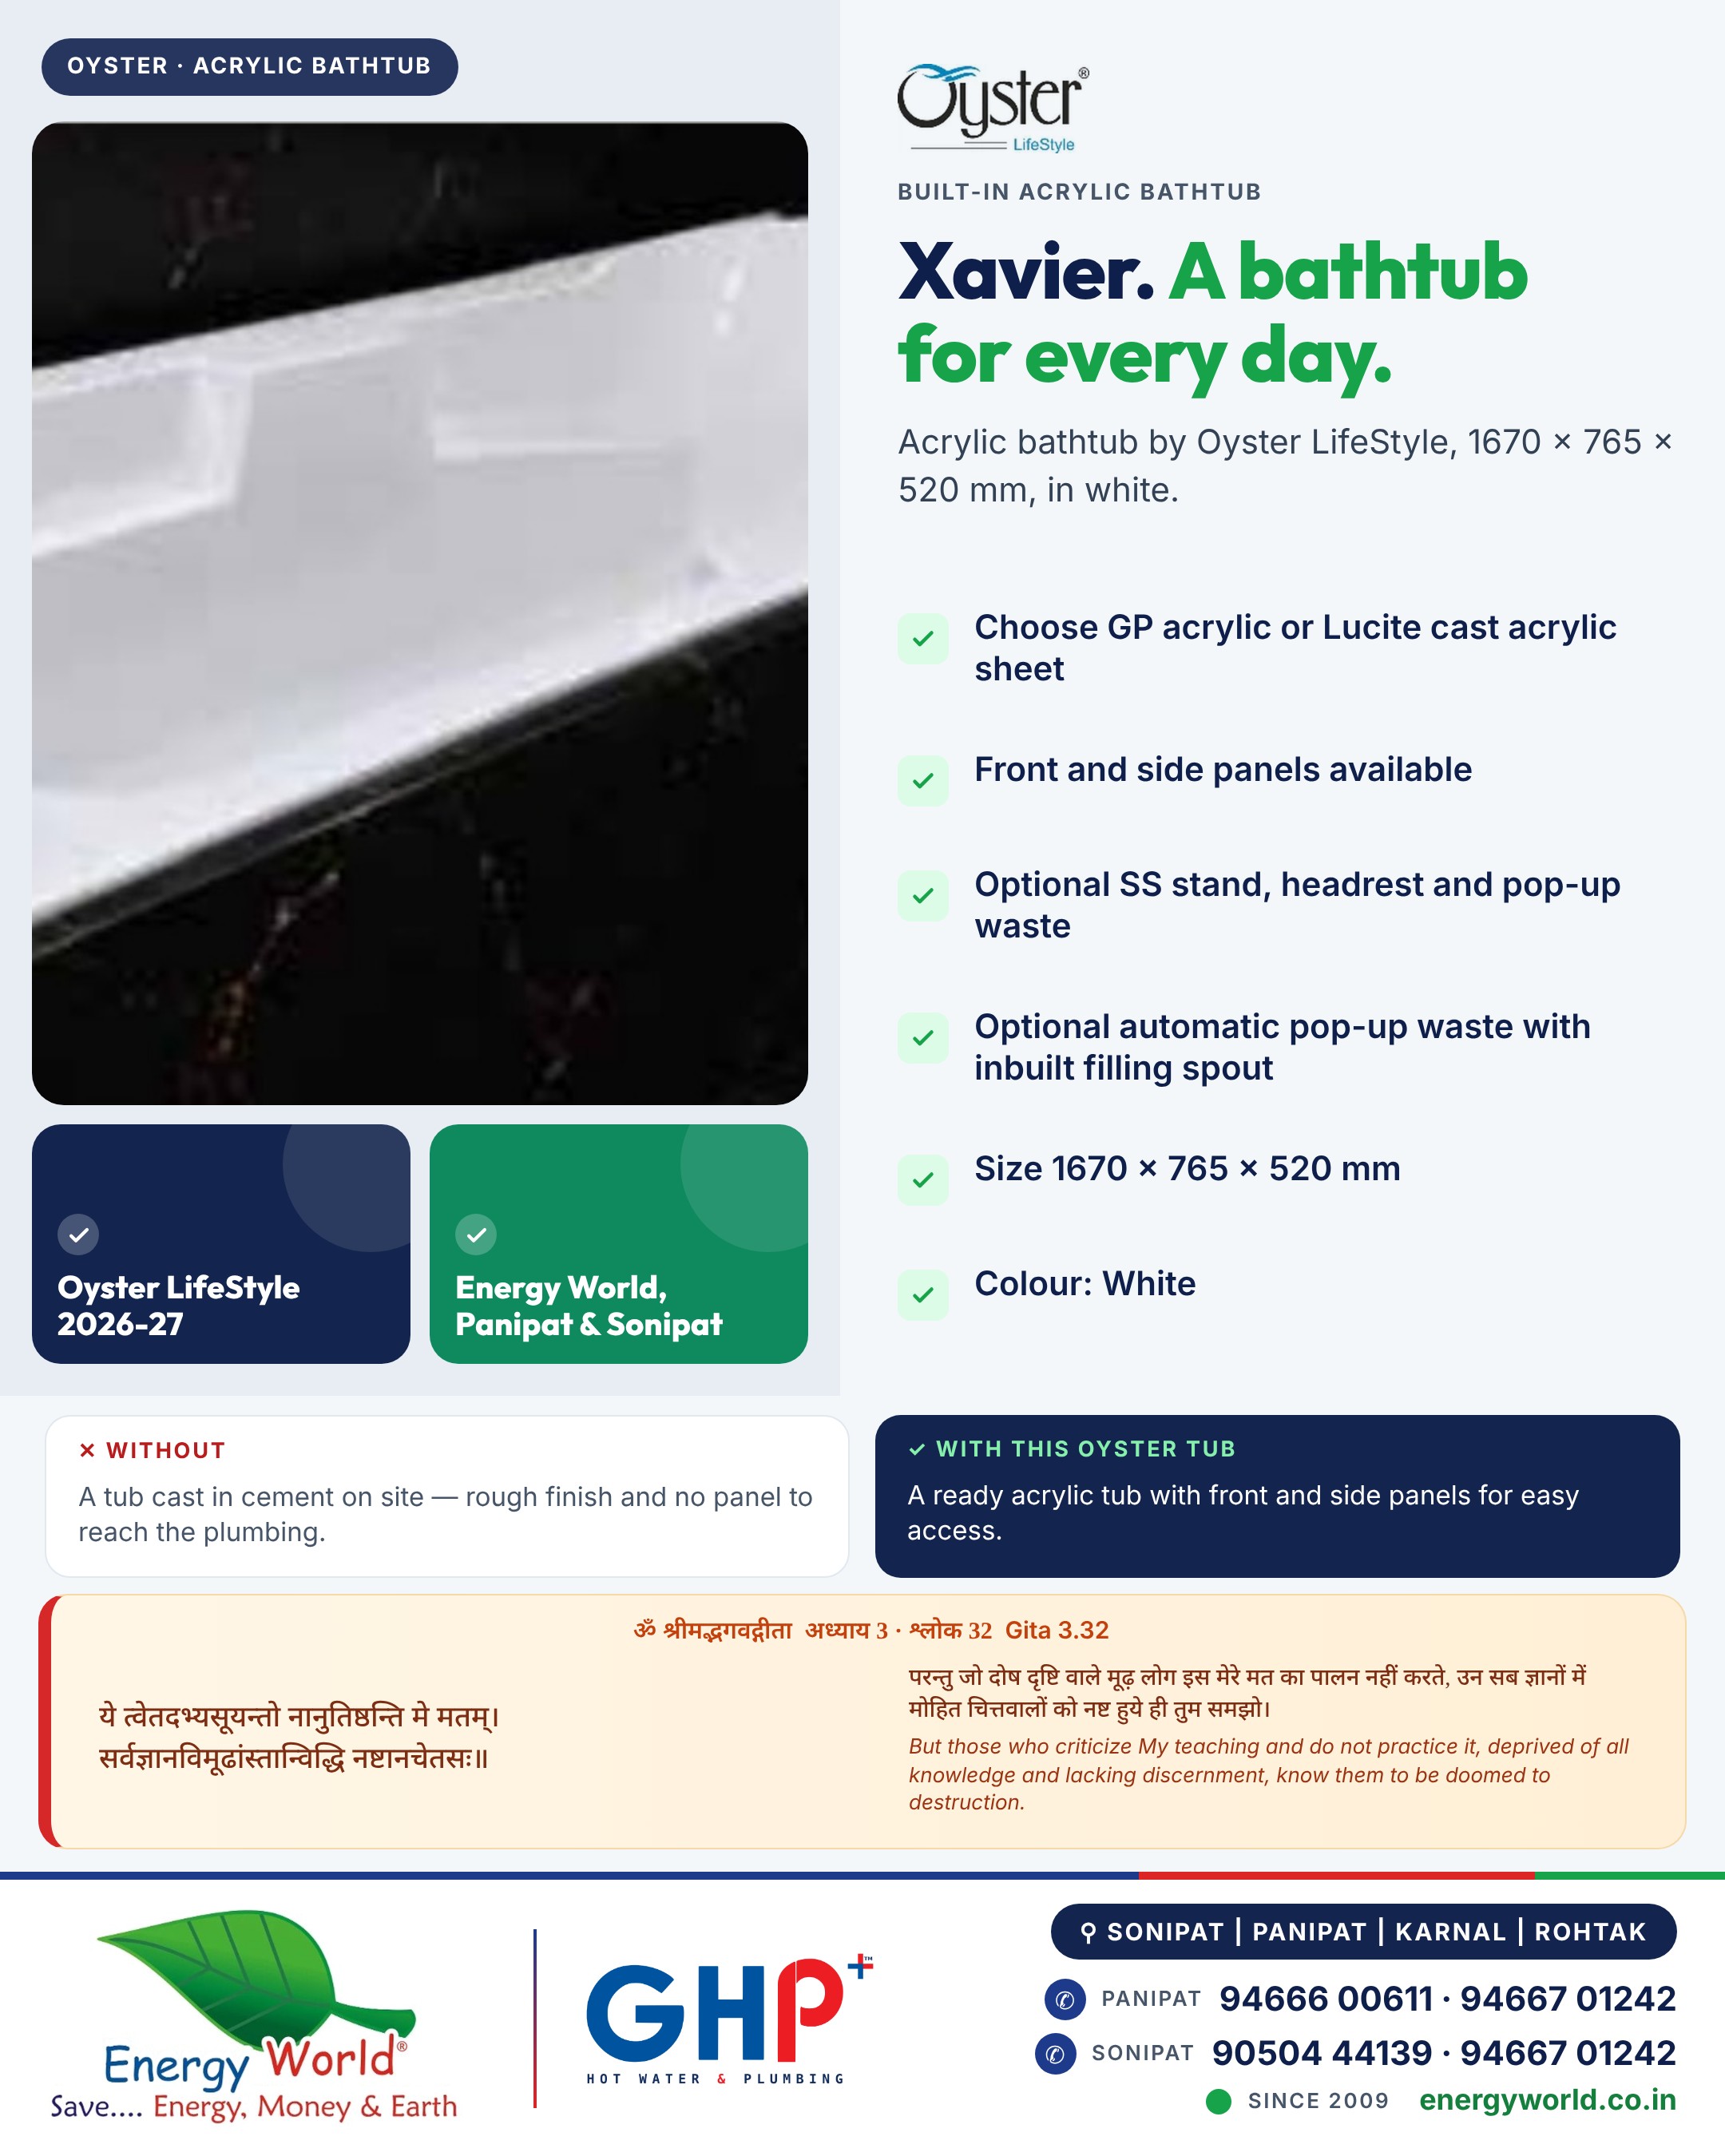 OYSTER · ACRYLIC BATHTUB
Oyster®
LifeStyle
BUILT-IN ACRYLIC BATHTUB
Xavier. A bathtub
for every day.
Acrylic bathtub by Oyster LifeStyle, 1670 × 765 ×
520 mm, in white.
Choose GP acrylic or Lucite cast acrylic
sheet
Front and side panels available
Optional SS stand, headrest and pop-up
waste
Optional automatic pop-up waste with
inbuilt filling spout
Size 1670 × 765 × 520 mm
Colour: White
Oyster LifeStyle
2026-27
Energy World,
Panipat & Sonipat
✕ WITHOUT
A tub cast in cement on site — rough finish and no panel to
reach the plumbing.
✓ WITH THIS OYSTER TUB
A ready acrylic tub with front and side panels for easy
access.
ॐ श्रीमद्भगवद्गीता अध्याय 3 · श्लोक 32 Gita 3.32
ये त्वेतदभ्यसूयन्तो नानुतिष्ठन्ति मे मतम्।
सर्वज्ञानविमूढांस्तान्विद्धि नष्टानचेतसः॥
परन्तु जो दोष दृष्टि वाले मूढ़ लोग इस मेरे मत का पालन नहीं करते, उन सब ज्ञानों में
मोहित चित्तवालों को नष्ट हुये ही तुम समझो।
But those who criticize My teaching and do not practice it, deprived of all
knowledge and lacking discernment, know them to be doomed to
destruction.
Energy World®
Save.... Energy, Money & Earth
GHP+™
HOT WATER & PLUMBING
SONIPAT | PANIPAT | KARNAL | ROHTAK
PANIPAT 94666 00611 · 94667 01242
SONIPAT 90504 44139 · 94667 01242
SINCE 2009 energyworld.co.in